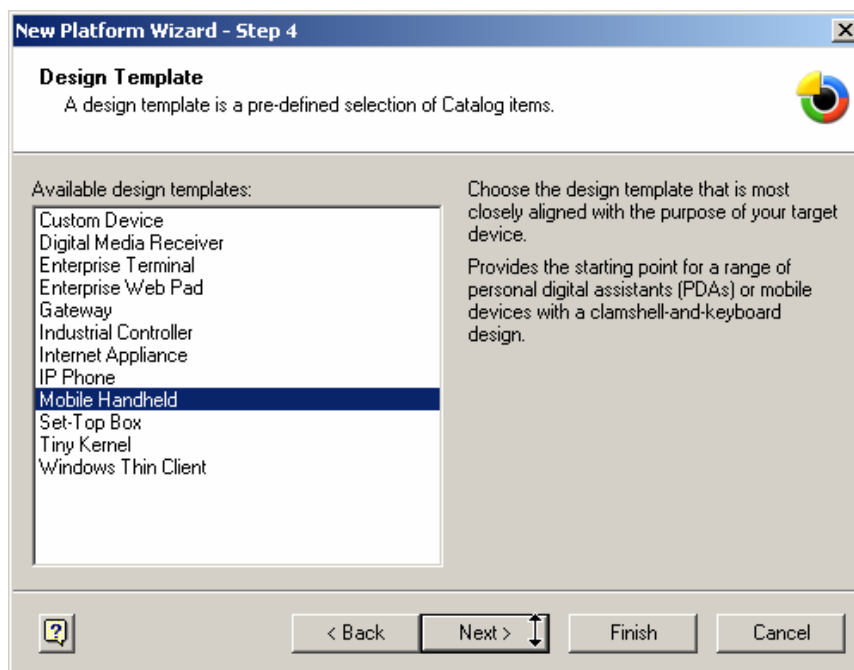 New Platform Wizard - Step 4
Design Template
A design template is a pre-defined selection of Catalog items.
Available design templates:
Custom Device
Digital Media Receiver
Enterprise Terminal
Enterprise Web Pad
Gateway
Industrial Controller
Internet Appliance
IP Phone
Mobile Handheld
Set-Top Box
Tiny Kernel
Windows Thin Client
Choose the design template that is most
closely aligned with the purpose of your target
device.
Provides the starting point for a range of
personal digital assistants (PDAs) or mobile
devices with a clamshell-and-keyboard
design.
?
< Back
Next >
Finish
Cancel